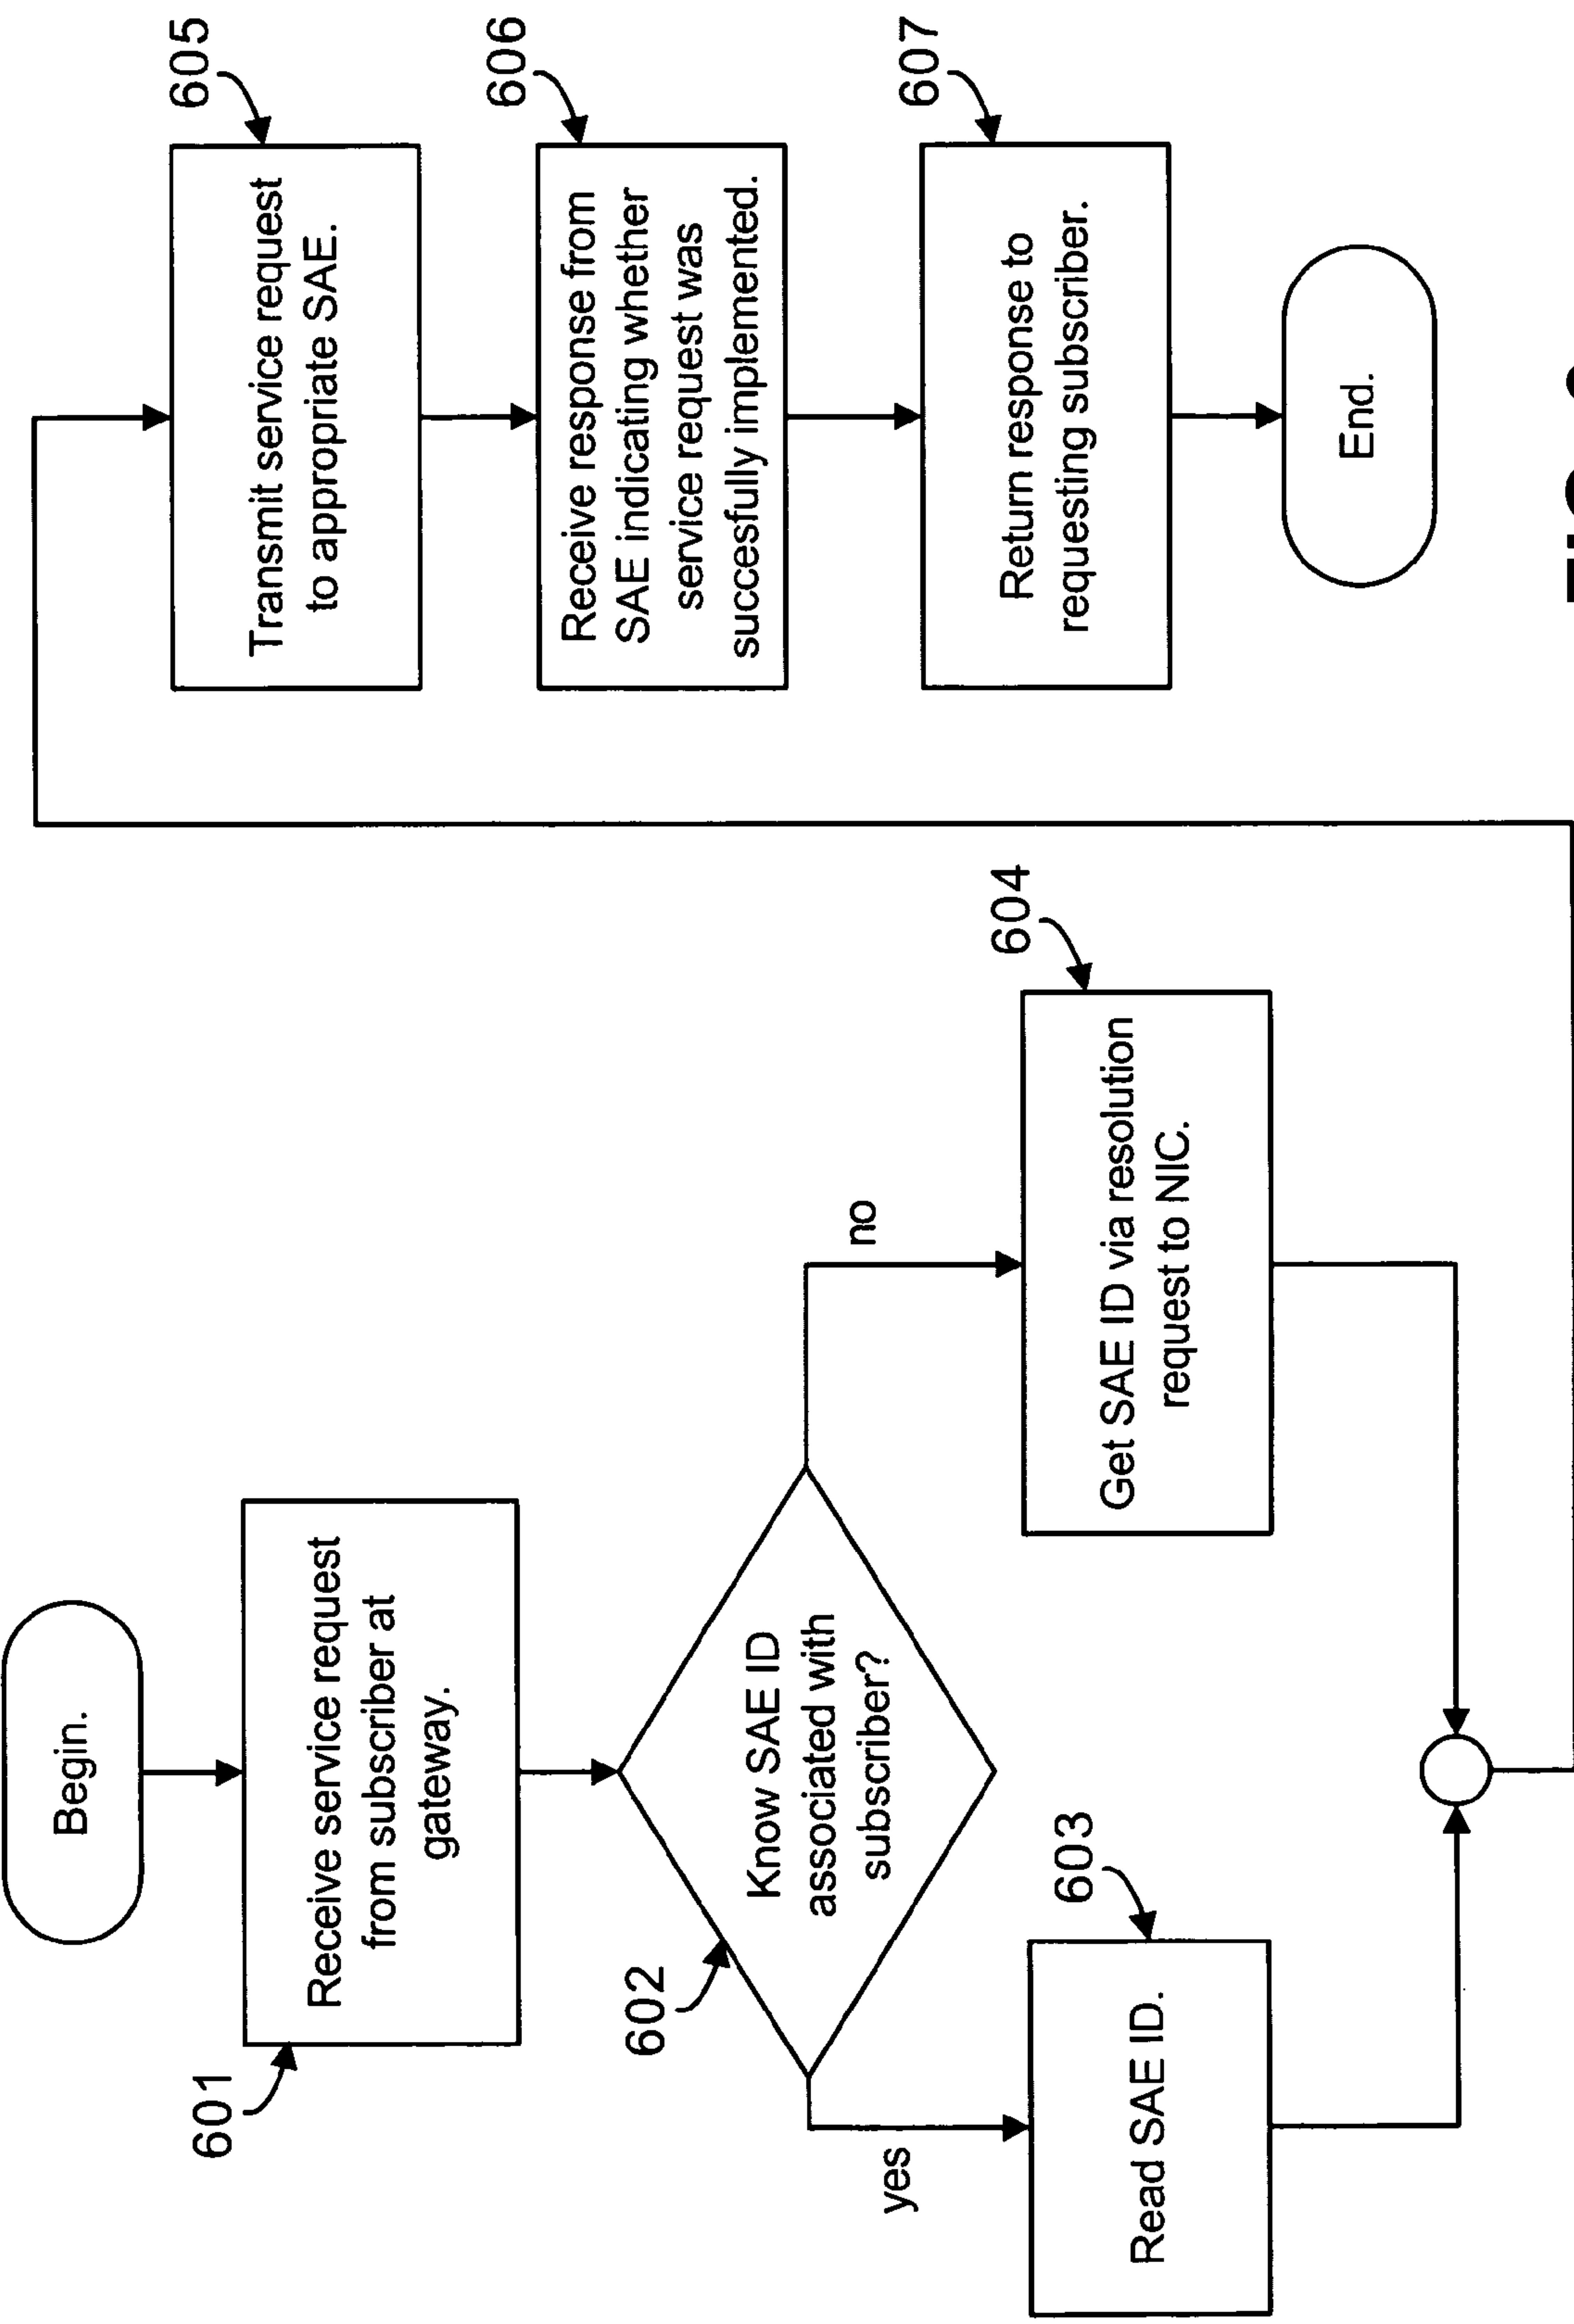 Begin.
601
Receive service request
from subscriber at
gateway.
602
Know SAE ID
associated with
subscriber?
yes
no
603
Read SAE ID.
604
Get SAE ID via resolution
request to NIC.
605
Transmit service request
to appropriate SAE.
606
Receive response from
SAE indicating whether
service request was
succesfully implemented.
607
Return response to
requesting subscriber.
End.